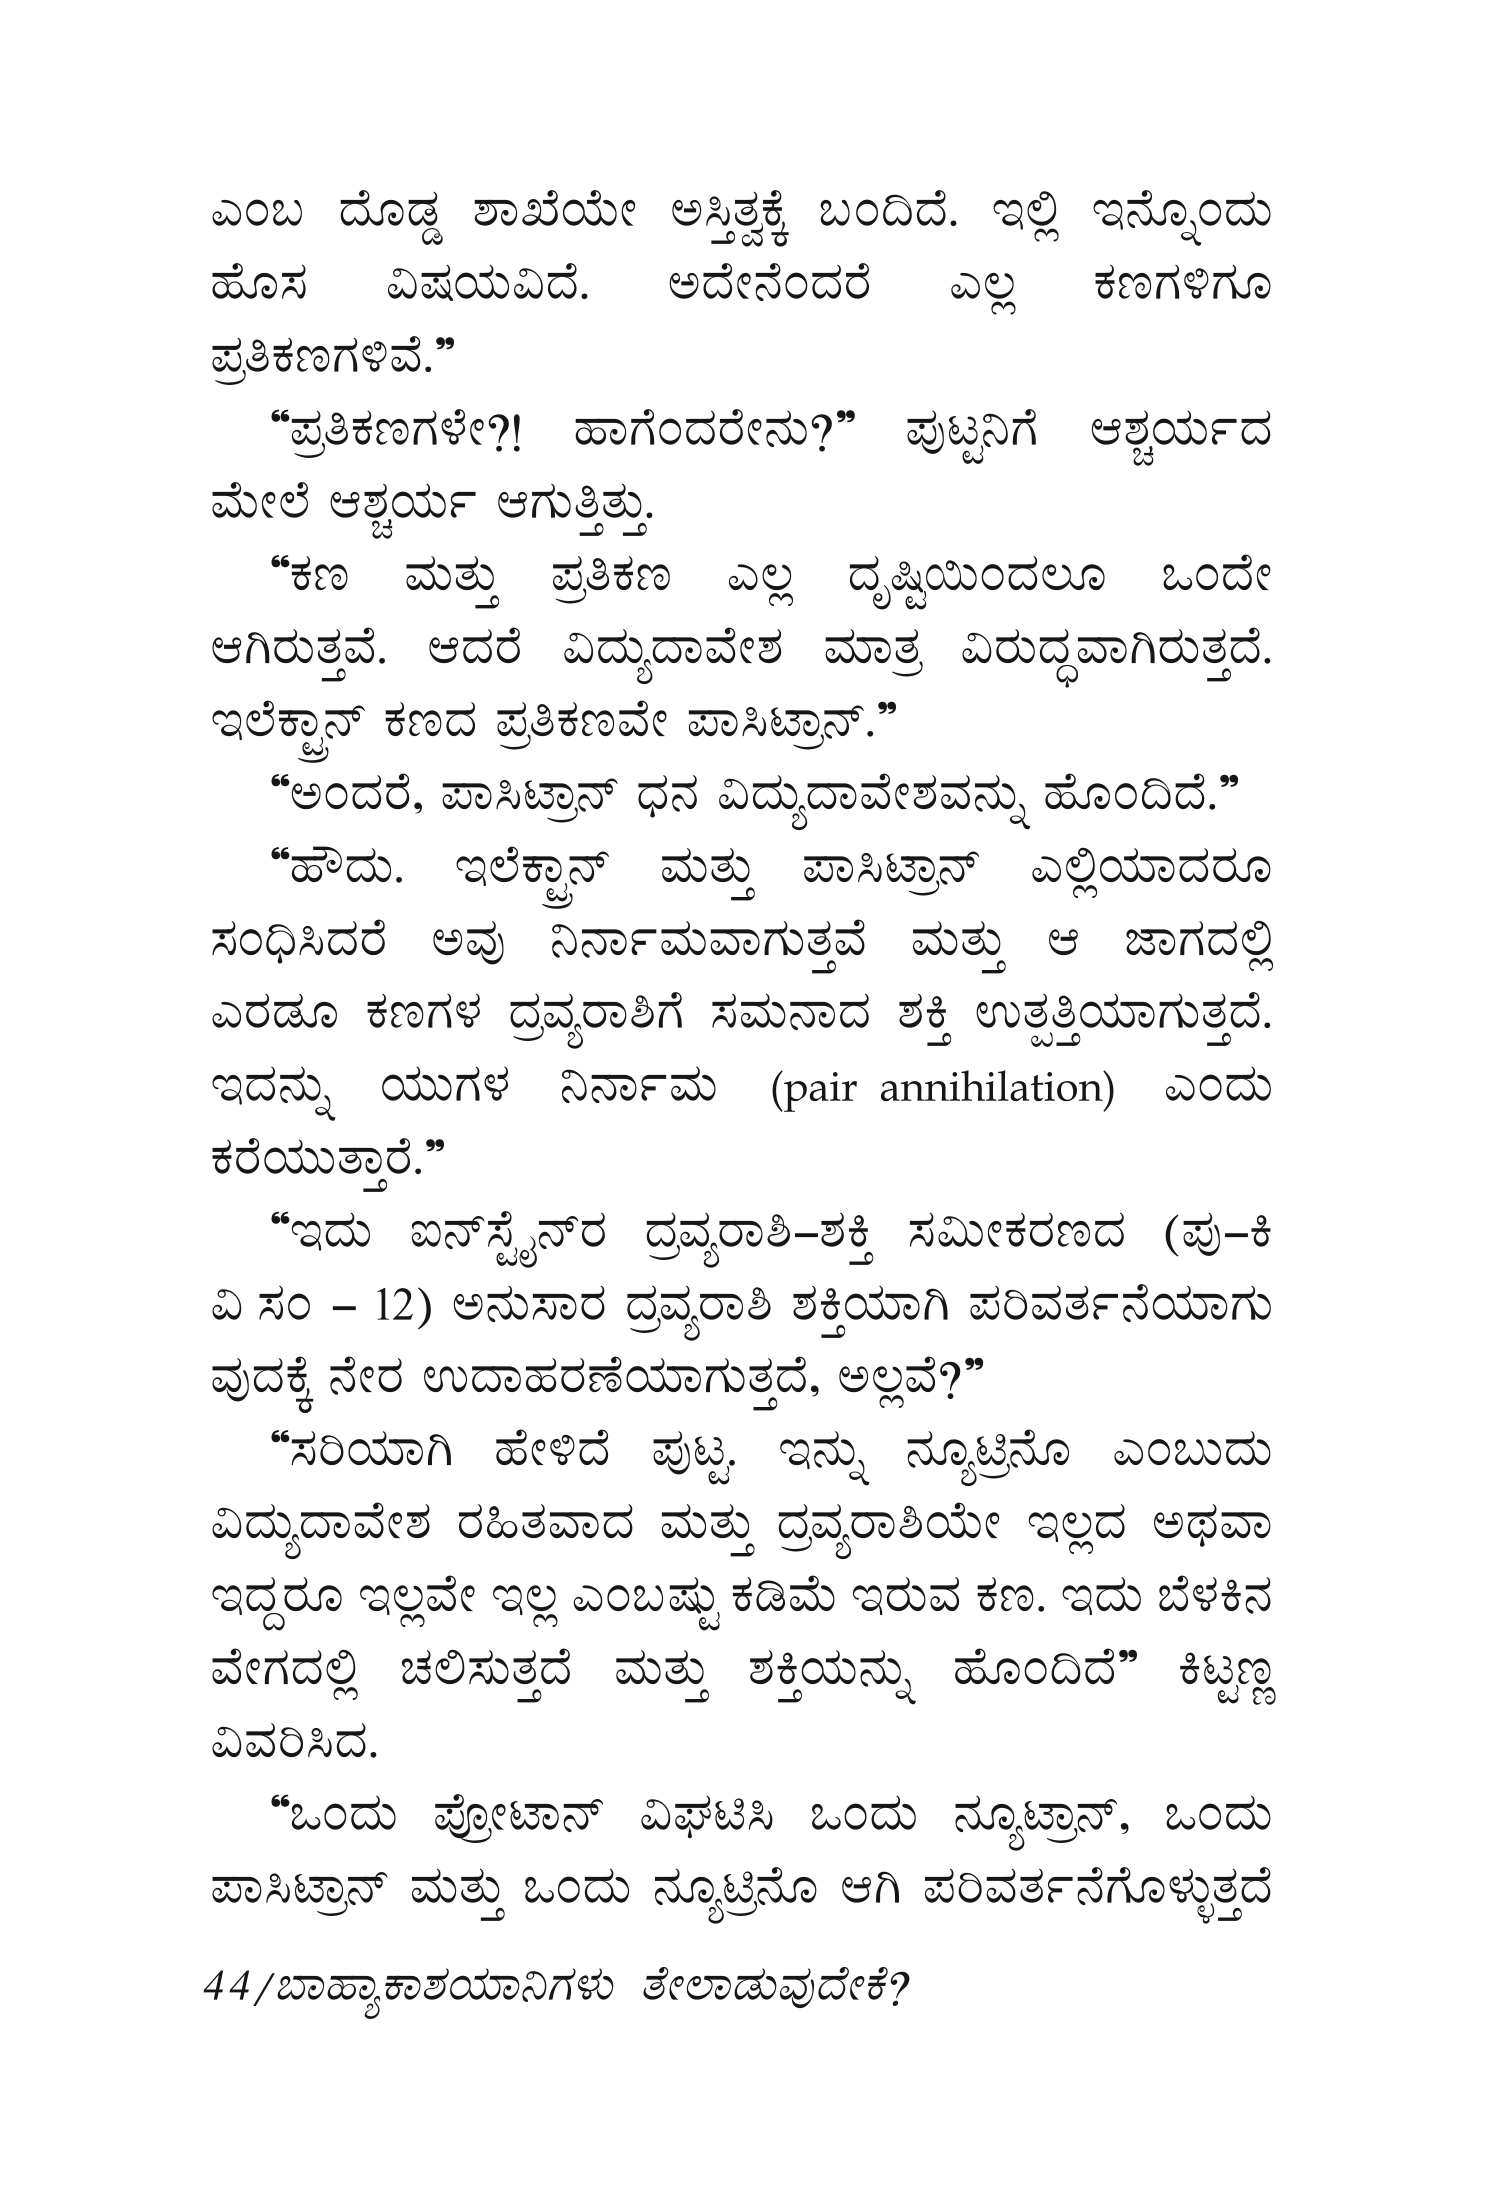 ಎಂಬ ದೊಡ್ಡ ಶಾಖೆಯೇ ಅಸ್ತಿತ್ವಕ್ಕೆ ಬಂದಿದೆ. ಇಲ್ಲಿ ಇನ್ನೊಂದು
ಹೊಸ ವಿಷಯವಿದೆ. ಅದೇನೆಂದರೆ ಎಲ್ಲ ಕಣಗಳಿಗೂ
ಪ್ರತಿಕಣಗಳಿವೆ.”
“ಪ್ರತಿಕಣಗಳೇ?! ಹಾಗೆಂದರೇನು?” ಪುಟ್ಟನಿಗೆ ಆಶ್ಚರ್ಯದ
ಮೇಲೆ ಆಶ್ಚರ್ಯ ಆಗುತ್ತಿತ್ತು.
“ಕಣ ಮತ್ತು ಪ್ರತಿಕಣ ಎಲ್ಲ ದೃಷ್ಟಿಯಿಂದಲೂ ಒಂದೇ
ಆಗಿರುತ್ತವೆ. ಆದರೆ ವಿದ್ಯುದಾವೇಶ ಮಾತ್ರ ವಿರುದ್ಧವಾಗಿರುತ್ತದೆ.
ಇಲೆಕ್ಟ್ರಾನ್ ಕಣದ ಪ್ರತಿಕಣವೇ ಪಾಸಿಟ್ರಾನ್.”
“ಅಂದರೆ, ಪಾಸಿಟ್ರಾನ್ ಧನ ವಿದ್ಯುದಾವೇಶವನ್ನು ಹೊಂದಿದೆ.”
“ಹೌದು. ಇಲೆಕ್ಟ್ರಾನ್ ಮತ್ತು ಪಾಸಿಟ್ರಾನ್ ಎಲ್ಲಿಯಾದರೂ
ಸಂಧಿಸಿದರೆ ಅವು ನಿರ್ನಾಮವಾಗುತ್ತವೆ ಮತ್ತು ಆ ಜಾಗದಲ್ಲಿ
ಎರಡೂ ಕಣಗಳ ದ್ರವ್ಯರಾಶಿಗೆ ಸಮನಾದ ಶಕ್ತಿ ಉತ್ಪತ್ತಿಯಾಗುತ್ತದೆ.
ಇದನ್ನು ಯುಗಳ ನಿರ್ನಾಮ (pair annihilation) ಎಂದು
ಕರೆಯುತ್ತಾರೆ.”
“ಇದು ಐನ್‌ಸ್ಟೈನ್‌ರ ದ್ರವ್ಯರಾಶಿ–ಶಕ್ತಿ ಸಮೀಕರಣದ (ಪು–ಕಿ
ವಿ ಸಂ – 12) ಅನುಸಾರ ದ್ರವ್ಯರಾಶಿ ಶಕ್ತಿಯಾಗಿ ಪರಿವರ್ತನೆಯಾಗು
ವುದಕ್ಕೆ ನೇರ ಉದಾಹರಣೆಯಾಗುತ್ತದೆ, ಅಲ್ಲವೆ?”
“ಸರಿಯಾಗಿ ಹೇಳಿದೆ ಪುಟ್ಟ. ಇನ್ನು ನ್ಯೂಟ್ರಿನೊ ಎಂಬುದು
ವಿದ್ಯುದಾವೇಶ ರಹಿತವಾದ ಮತ್ತು ದ್ರವ್ಯರಾಶಿಯೇ ಇಲ್ಲದ ಅಥವಾ
ಇದ್ದರೂ ಇಲ್ಲವೇ ಇಲ್ಲ ಎಂಬಷ್ಟು ಕಡಿಮೆ ಇರುವ ಕಣ. ಇದು ಬೆಳಕಿನ
ವೇಗದಲ್ಲಿ ಚಲಿಸುತ್ತದೆ ಮತ್ತು ಶಕ್ತಿಯನ್ನು ಹೊಂದಿದೆ” ಕಿಟ್ಟಣ್ಣ
ವಿವರಿಸಿದ.
“ಒಂದು ಪ್ರೋಟಾನ್ ವಿಘಟಿಸಿ ಒಂದು ನ್ಯೂಟ್ರಾನ್, ಒಂದು
ಪಾಸಿಟ್ರಾನ್ ಮತ್ತು ಒಂದು ನ್ಯೂಟ್ರಿನೊ ಆಗಿ ಪರಿವರ್ತನೆಗೊಳ್ಳುತ್ತದೆ
44/ಬಾಹ್ಯಾಕಾಶಯಾನಿಗಳು ತೇಲಾಡುವುದೇಕೆ?